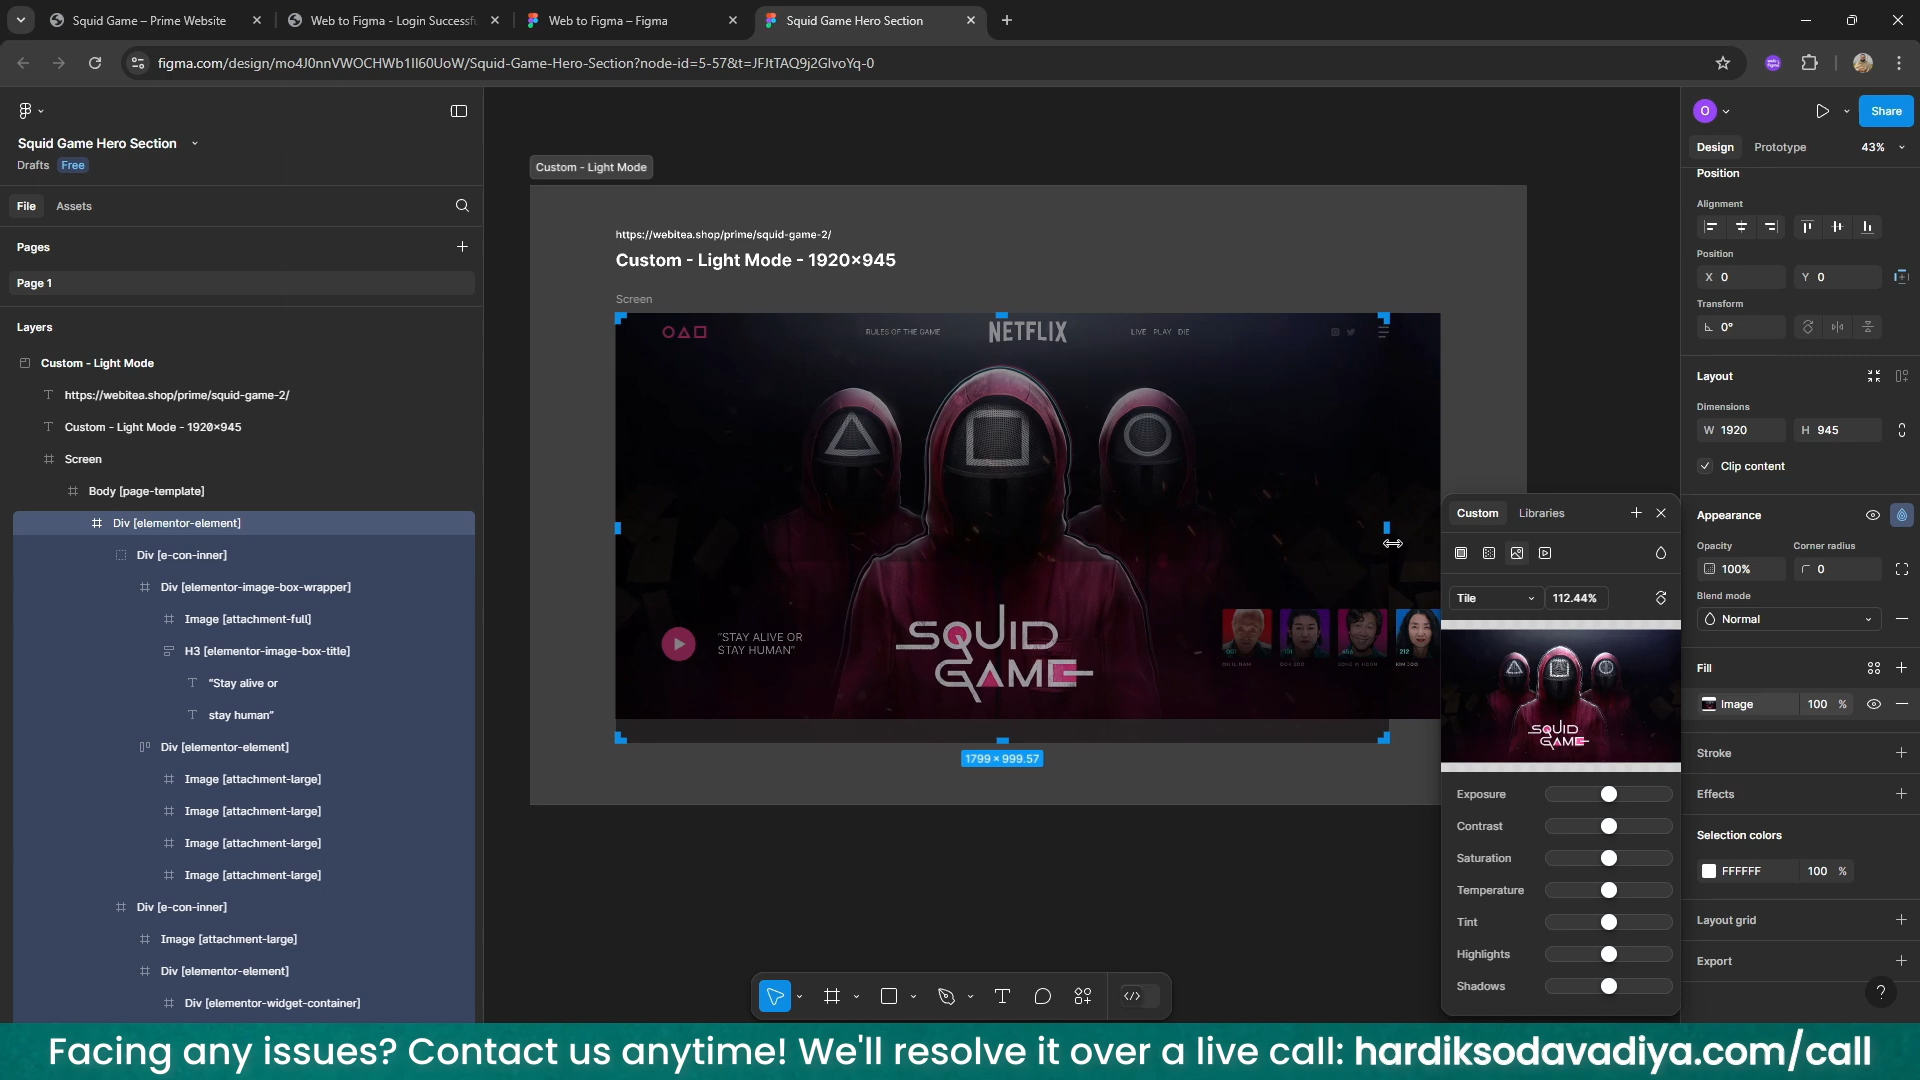 Squid Game – Prime Website
Web to Figma - Login Successfu
Web to Figma – Figma
Squid Game Hero Section
figma.com/design/mo4J0nnVWOCHWb1Il60UoW/Squid-Game-Hero-Section?node-id=5-57&t=JFJtTAQ9j2GlvoYq-0
Squid Game Hero Section
Drafts Free
File Assets
Pages
Page 1
Layers
Custom - Light Mode
https://webitea.shop/prime/squid-game-2/
Custom - Light Mode - 1920×945
Screen
Body [page-template]
Div [elementor-element]
Div [e-con-inner]
Div [elementor-image-box-wrapper]
Image [attachment-full]
H3 [elementor-image-box-title]
“Stay alive or
stay human”
Div [elementor-element]
Image [attachment-large]
Image [attachment-large]
Image [attachment-large]
Image [attachment-large]
Div [e-con-inner]
Image [attachment-large]
Div [elementor-element]
Div [elementor-widget-container]
Custom - Light Mode
https://webitea.shop/prime/squid-game-2/
Custom - Light Mode - 1920×945
Screen
RULES OF THE GAME
NETFLIX
LIVE PLAY DIE
“STAY ALIVE OR
STAY HUMAN”
SQUID
GAME
001
456
212
1799 × 999.57
Custom Libraries
Tile
112.44%
SQUID
GAME
Exposure
Contrast
Saturation
Temperature
Tint
Highlights
Shadows
O
Share
Design Prototype 43%
Position
Alignment
Position
X 0
Y 0
Transform
0°
Layout
Dimensions
W 1920
H 945
Clip content
Appearance
Opacity
Corner radius
100%
0
Blend mode
Normal
Fill
Image 100 %
Stroke
Effects
Selection colors
FFFFFF 100 %
Layout grid
Export
?
Facing any issues? Contact us anytime! We'll resolve it over a live call: hardiksodavadiya.com/call